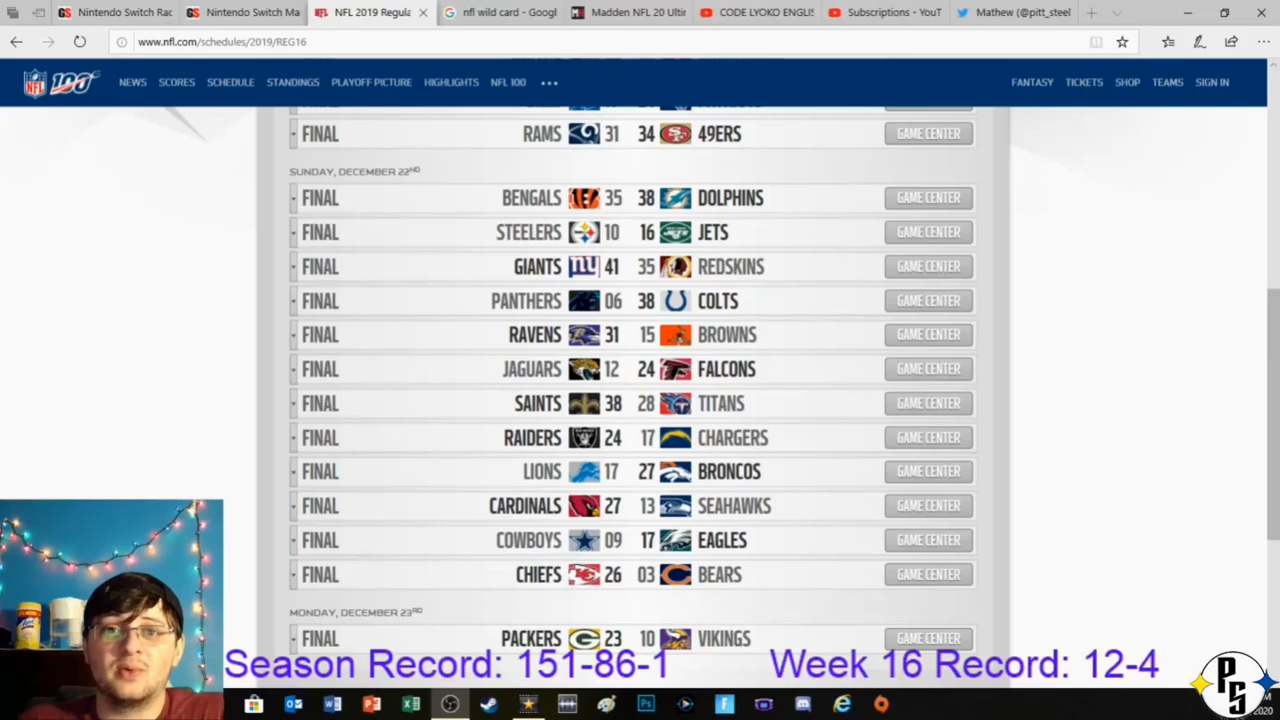 Nintendo Switch Rac
Nintendo Switch Ma
NFL 2019 Regula
nfl wild card - Googl
Madden NFL 20 Ultir
CODE LYOKO ENGLIS
Subscriptions - YouT
Mathew (@pitt_steel
www.nfl.com/schedules/2019/REG16
NFL 100 NEWS SCORES SCHEDULE STANDINGS PLAYOFF PICTURE HIGHLIGHTS NFL 100 ••• FANTASY TICKETS SHOP TEAMS SIGN IN
FINAL RAMS 31 34 49ERS GAME CENTER
SUNDAY, DECEMBER 22ND
FINAL BENGALS 35 38 DOLPHINS GAME CENTER
FINAL STEELERS 10 16 JETS GAME CENTER
FINAL GIANTS 41 35 REDSKINS GAME CENTER
FINAL PANTHERS 06 38 COLTS GAME CENTER
FINAL RAVENS 31 15 BROWNS GAME CENTER
FINAL JAGUARS 12 24 FALCONS GAME CENTER
FINAL SAINTS 38 28 TITANS GAME CENTER
FINAL RAIDERS 24 17 CHARGERS GAME CENTER
FINAL LIONS 17 27 BRONCOS GAME CENTER
FINAL CARDINALS 27 13 SEAHAWKS GAME CENTER
FINAL COWBOYS 09 17 EAGLES GAME CENTER
FINAL CHIEFS 26 03 BEARS GAME CENTER
MONDAY, DECEMBER 23RD
FINAL PACKERS 23 10 VIKINGS GAME CENTER
Season Record: 151-86-1 Week 16 Record: 12-4
PS